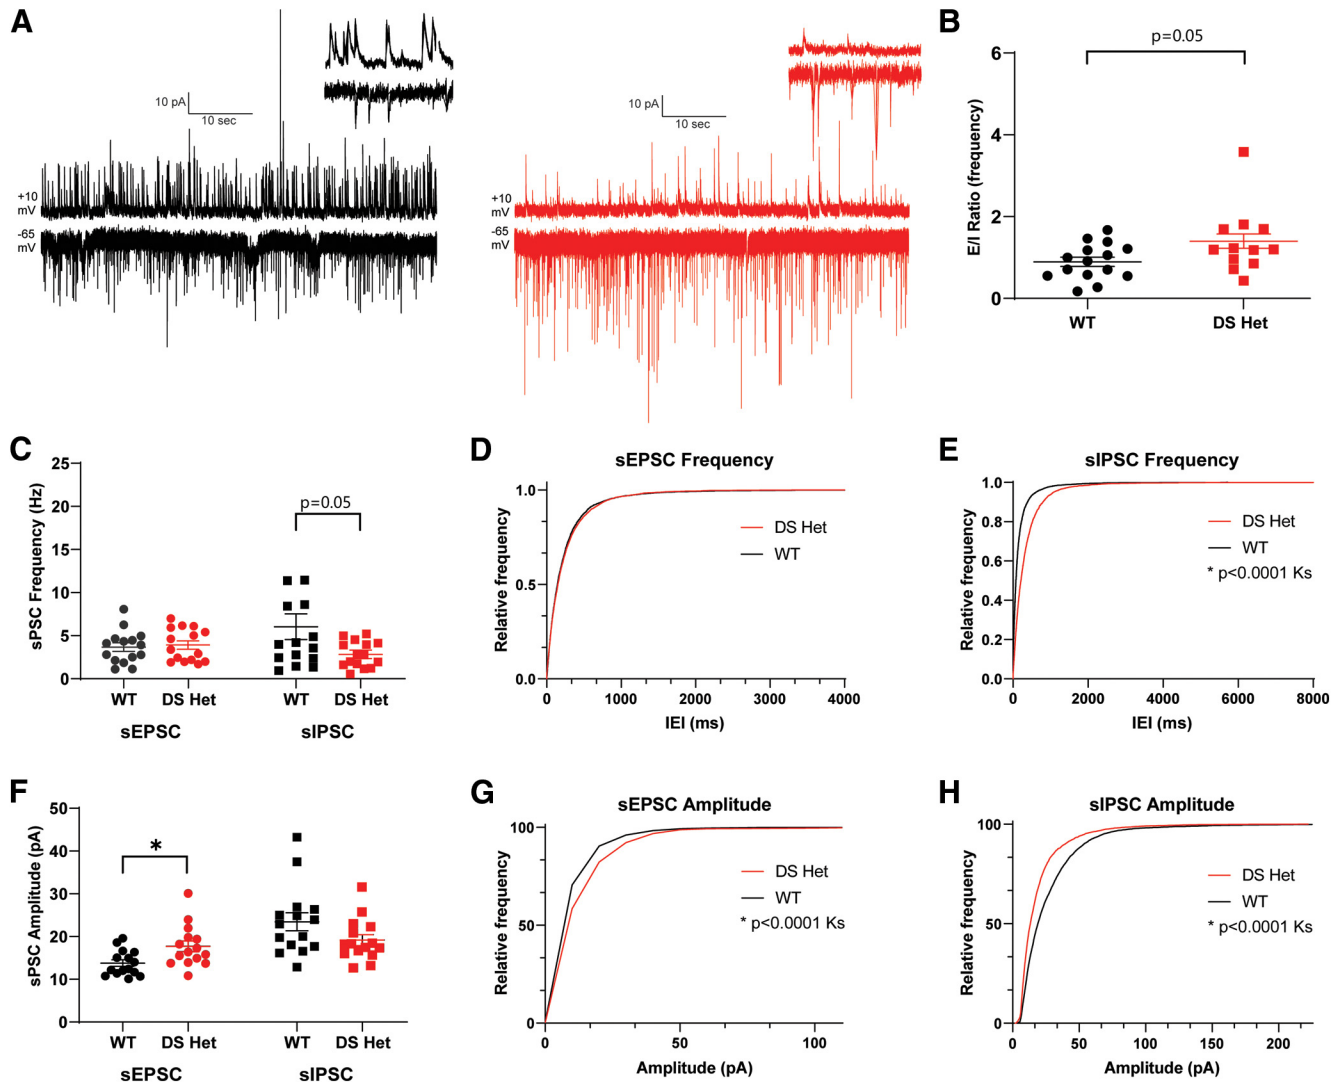 A
10 pA
10 sec
+10
mV
-65
mV
10 pA
10 sec
+10
mV
-65
mV
B
p=0.05
E/I Ratio (frequency)
6
4
2
0
WT
DS Het
C
sPSC Frequency (Hz)
25
20
15
10
5
0
p=0.05
WT
DS Het
WT
DS Het
sEPSC
sIPSC
D
sEPSC Frequency
Relative frequency
1.0
0.5
0.0
DS Het
WT
0
1000
2000
3000
4000
IEI (ms)
E
sIPSC Frequency
Relative frequency
1.0
0.8
0.6
0.4
0.2
0.0
DS Het
WT
* p<0.0001 Ks
0
2000
4000
6000
8000
IEI (ms)
F
sPSC Amplitude (pA)
50
40
30
20
10
0
*
WT
DS Het
WT
DS Het
sEPSC
sIPSC
G
sEPSC Amplitude
Relative frequency
100
50
0
DS Het
WT
* p<0.0001 Ks
0
50
100
Amplitude (pA)
H
sIPSC Amplitude
Relative frequency
100
50
0
DS Het
WT
* p<0.0001 Ks
0
50
100
150
200
Amplitude (pA)